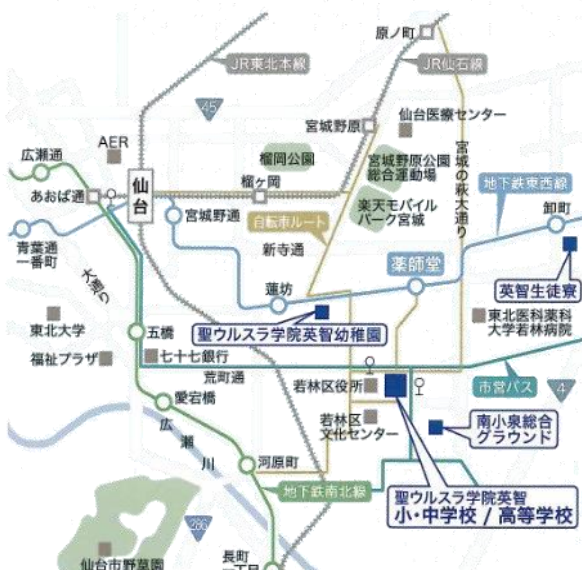 原ノ町
JR東北本線
JR仙石線
45
仙台医療センター
宮城野原
AER
広瀬通
榴岡公園
宮城野原公園
総合運動場
宮城の萩大通り
仙台
あおば通
榴ヶ岡
地下鉄東西線
卸町
宮城野通
楽天モバイル
パーク宮城
自転車ルート
青葉通
一番町
新寺通
薬師堂
大通り
蓮坊
英智生徒寮
聖ウルスラ学院英智幼稚園
東北大学
東北医科薬科
大学若林病院
五橋
福祉プラザ
七十七銀行
荒町通
市営バス
4
若林区役所
愛宕橋
若林区
文化センター
南小泉総合
グラウンド
広瀬川
河原町
地下鉄南北線
聖ウルスラ学院英智
小・中学校 / 高等学校
286
仙台市野草園
長町
一丁目